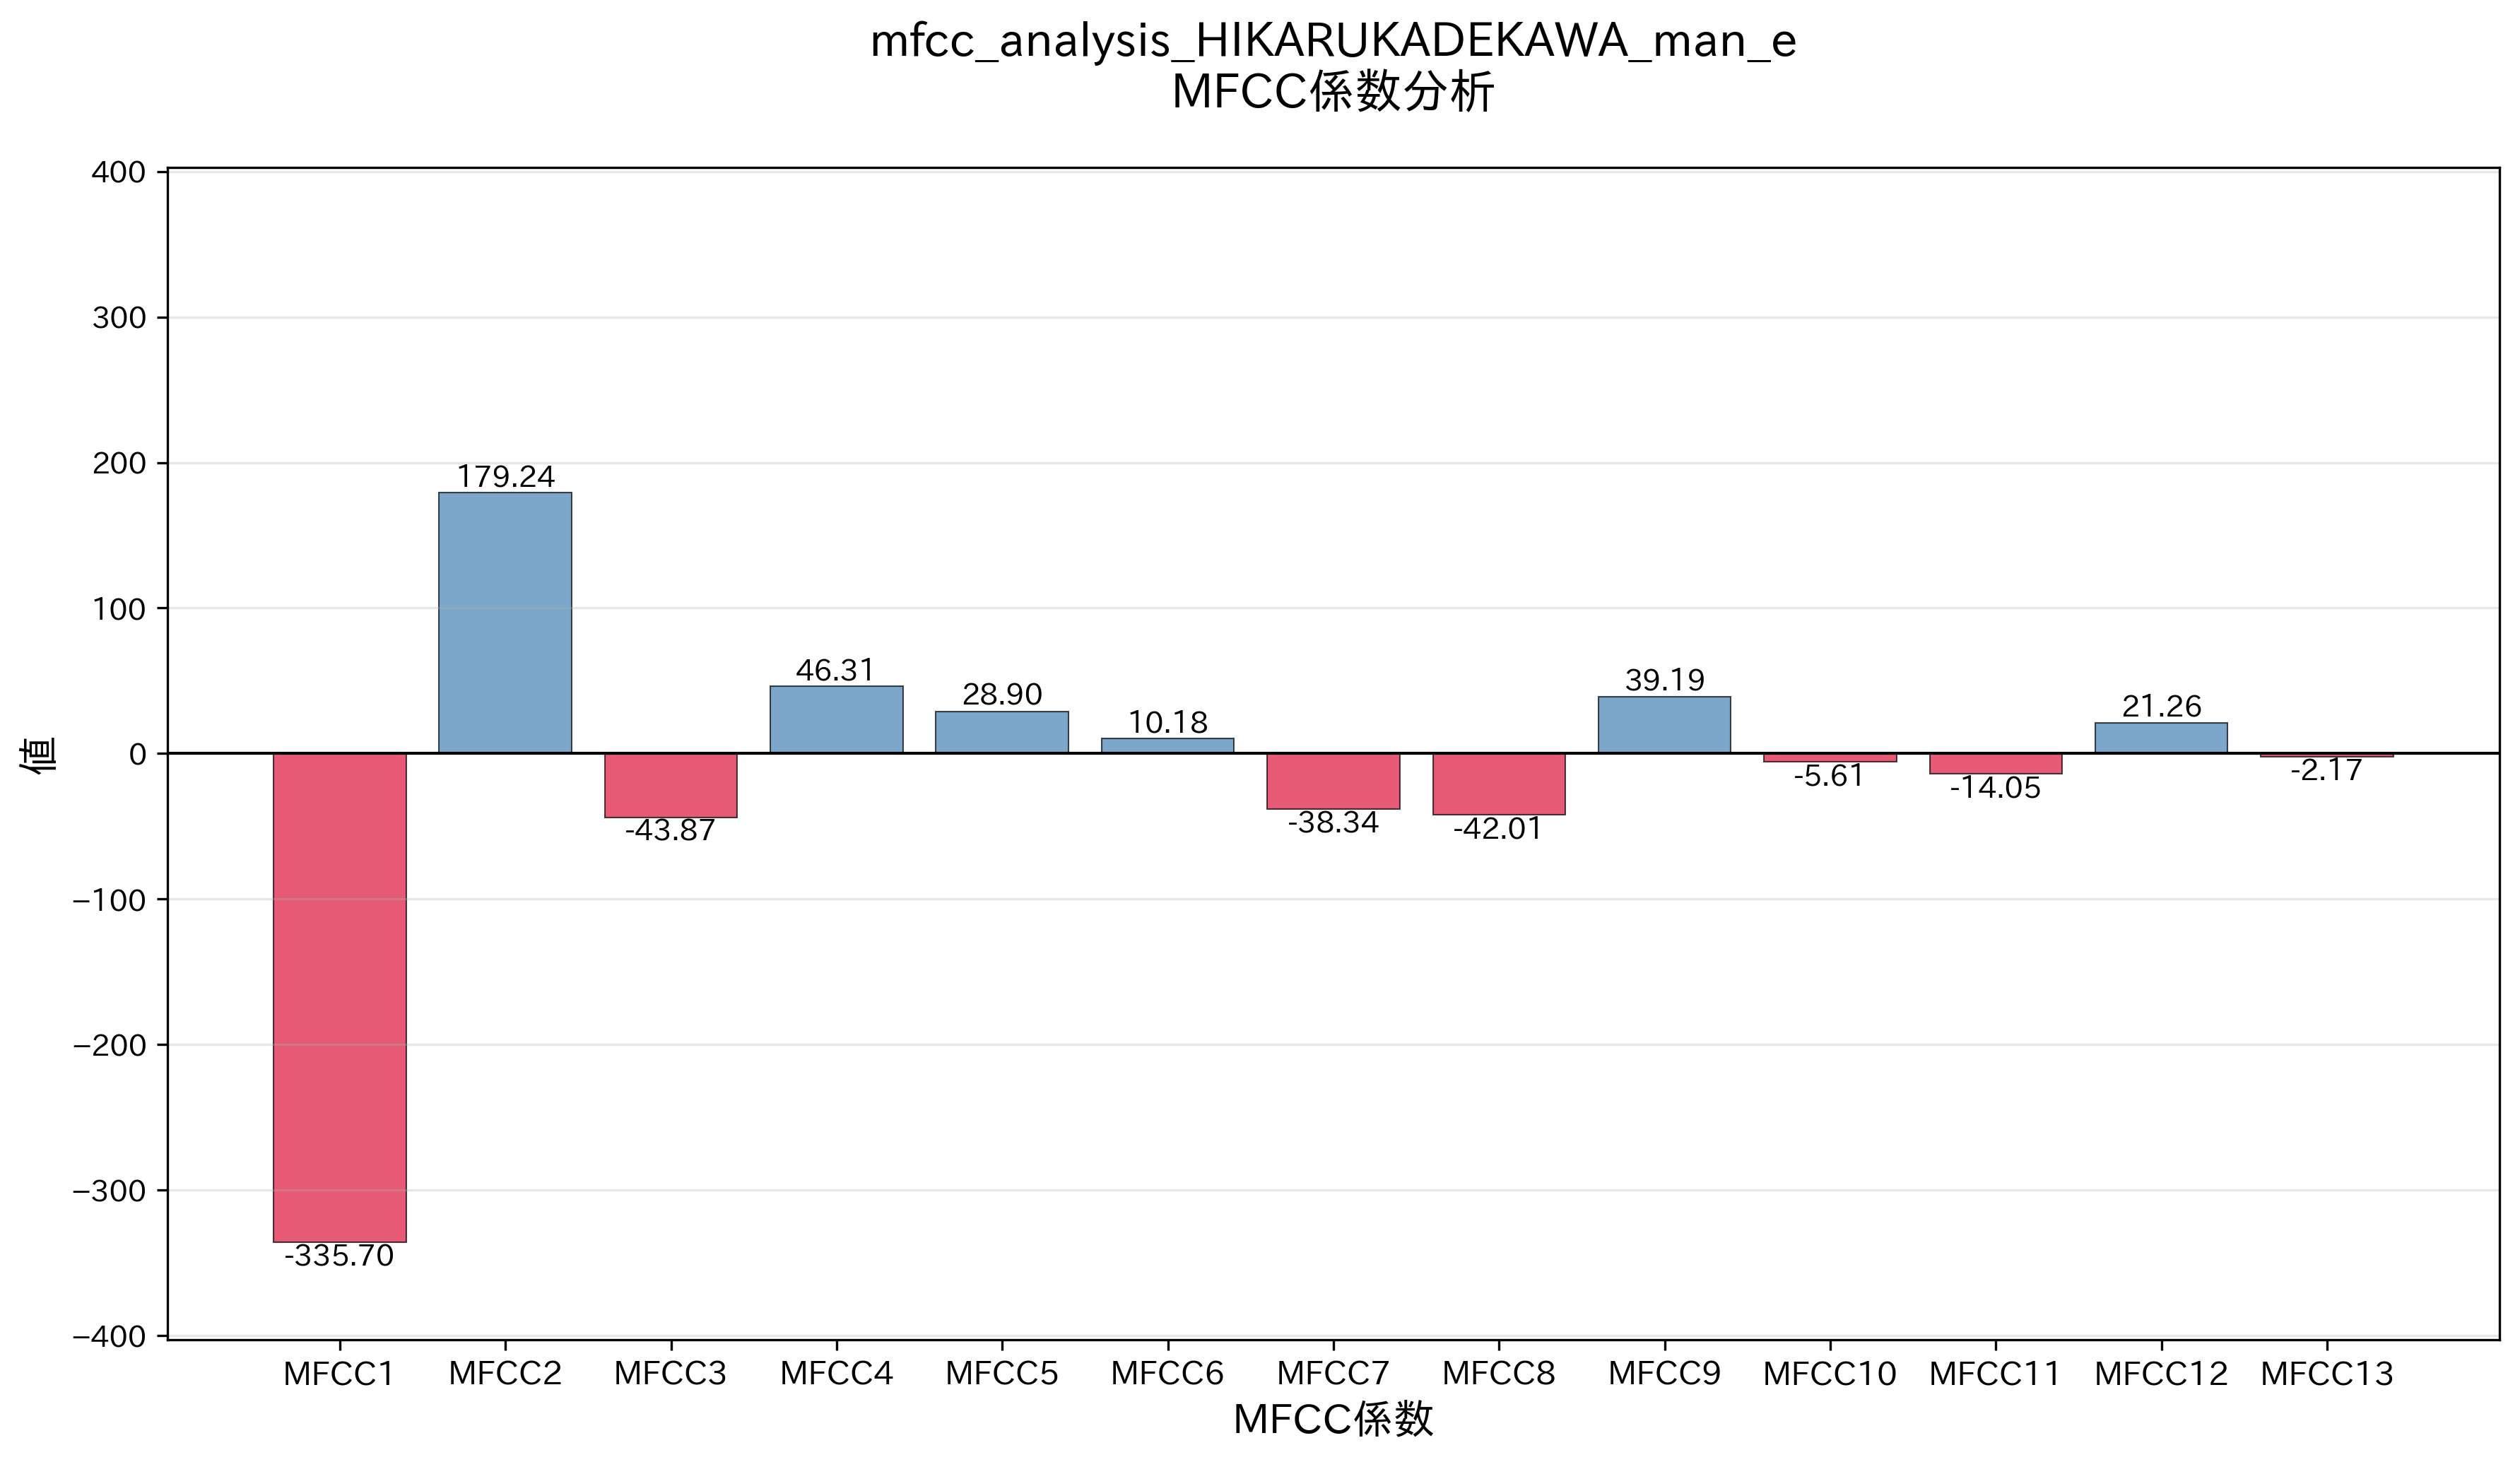 mfcc_analysis_HIKARUKADEKAWA_man_e
MFCC係数分析
400
300
200
100
0
−100
−200
−300
−400
値
-335.70
179.24
-43.87
46.31
28.90
10.18
-38.34
-42.01
39.19
-5.61
-14.05
21.26
-2.17
MFCC1
MFCC2
MFCC3
MFCC4
MFCC5
MFCC6
MFCC7
MFCC8
MFCC9
MFCC10
MFCC11
MFCC12
MFCC13
MFCC係数